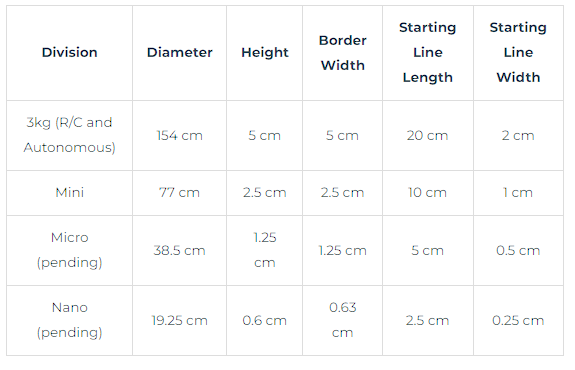 Division Diameter Height Border Width Starting Line Length Starting Line Width
3kg (R/C and Autonomous) 154 cm 5 cm 5 cm 20 cm 2 cm
Mini 77 cm 2.5 cm 2.5 cm 10 cm 1 cm
Micro (pending) 38.5 cm 1.25 cm 1.25 cm 5 cm 0.5 cm
Nano (pending) 19.25 cm 0.6 cm 0.63 cm 2.5 cm 0.25 cm